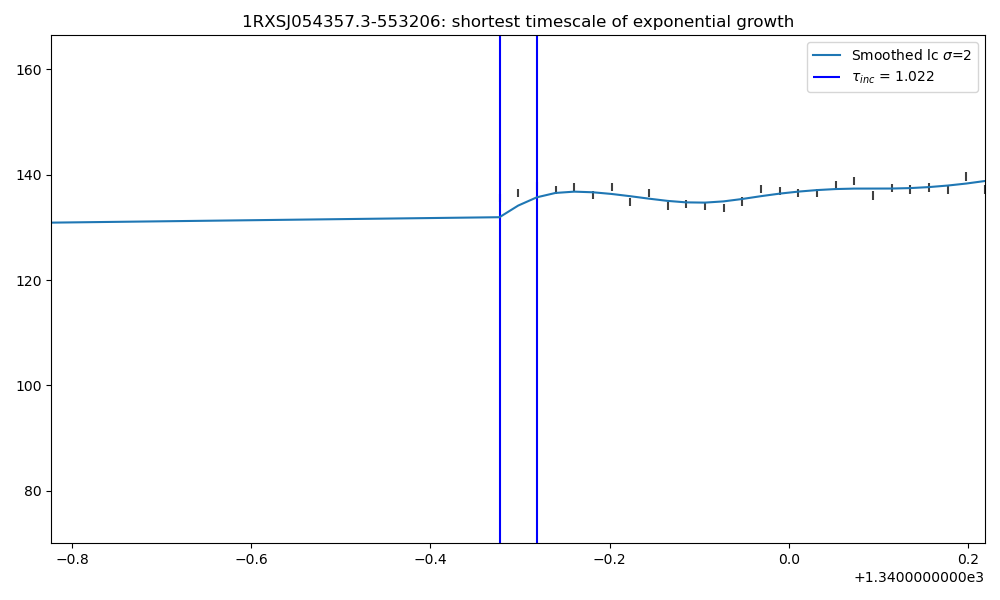 1RXSJ054357.3-553206: shortest timescale of exponential growth
Smoothed lc σ=2
τ_inc = 1.022
160
140
120
100
80
−0.8
−0.6
−0.4
−0.2
0.0
0.2
+1.3400000000e3